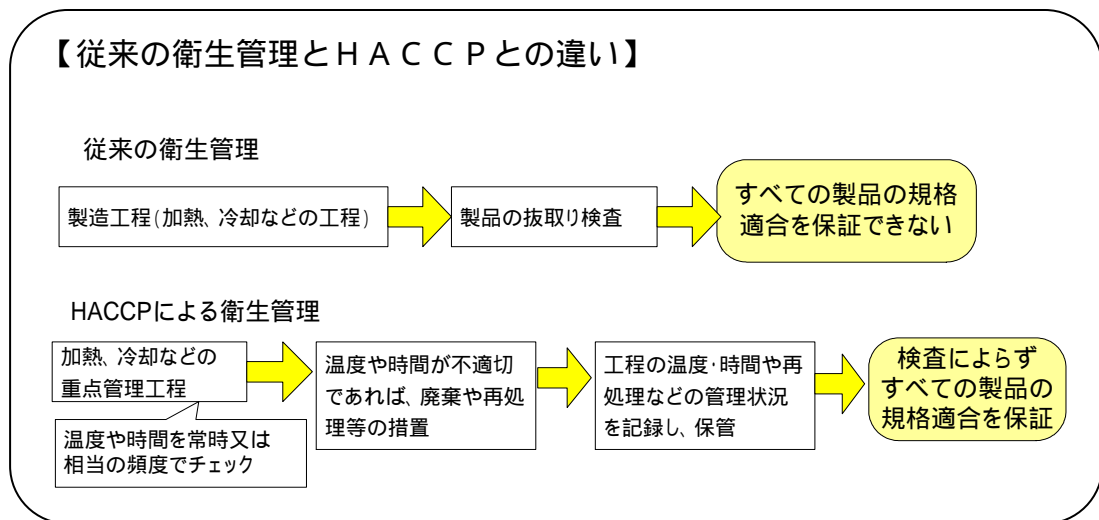 【従来の衛生管理とＨＡＣＣＰとの違い】
従来の衛生管理
製造工程(加熱、冷却などの工程)
製品の抜取り検査
すべての製品の規格
適合を保証できない
HACCPによる衛生管理
加熱、冷却などの
重点管理工程
温度や時間を常時又は
相当の頻度でチェック
温度や時間が不適切
であれば、廃棄や再処
理等の措置
工程の温度･時間や再
処理などの管理状況
を記録し、保管
検査によらず
すべての製品の
規格適合を保証